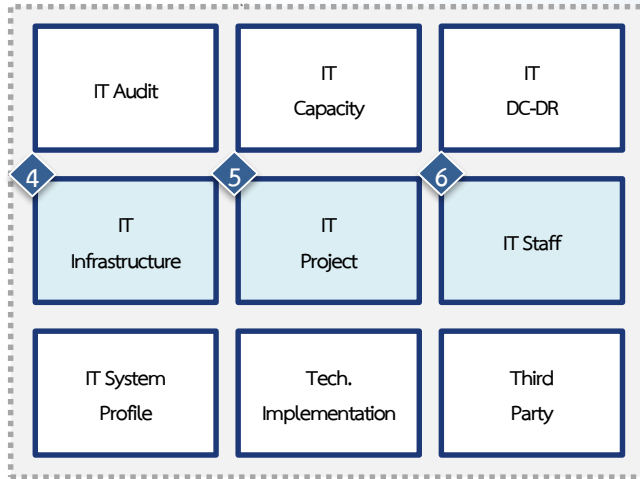 IT Audit
IT
Capacity
IT
DC-DR
4
5
6
IT
Infrastructure
IT
Project
IT Staff
IT System
Profile
Tech.
Implementation
Third
Party